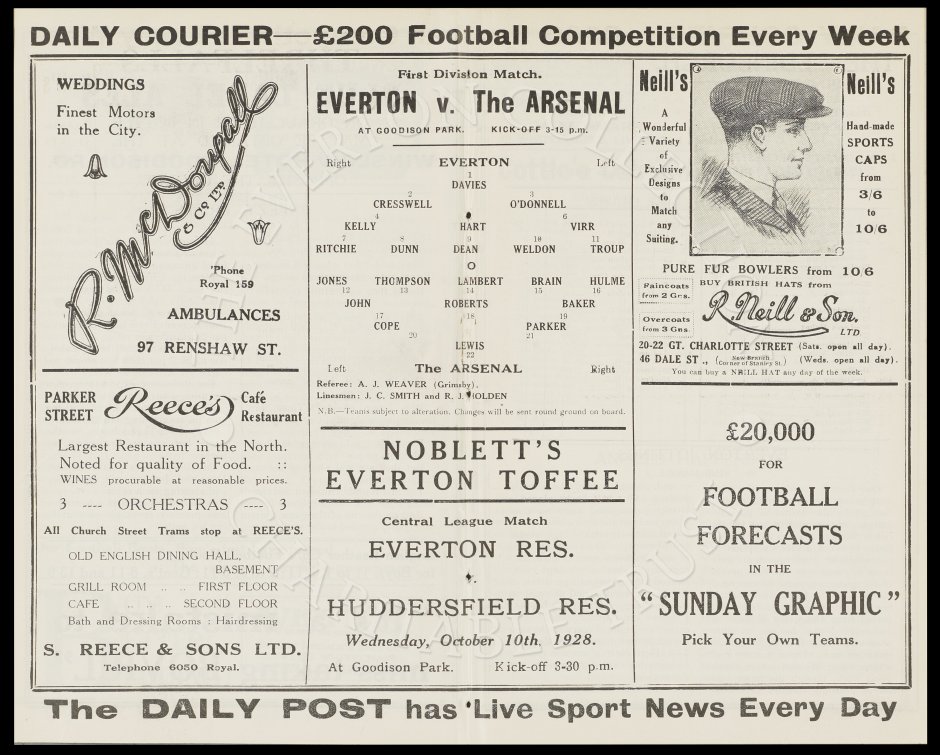 DAILY COURIER—£200 Football Competition Every Week
WEDDINGS
Finest Motors
in the City.
R. McDougall
& Co LTD
'Phone
Royal 159
AMBULANCES
97 RENSHAW ST.
PARKER
STREET
Reece's
Café
Restaurant
Largest Restaurant in the North.
Noted for quality of Food. ::
WINES procurable at reasonable prices.
3 ---- ORCHESTRAS ---- 3
All Church Street Trams stop at REECE'S.
OLD ENGLISH DINING HALL,
BASEMENT
GRILL ROOM .. .. FIRST FLOOR
CAFE .. .. .. SECOND FLOOR
Bath and Dressing Rooms : Hairdressing
S. REECE & SONS LTD.
Telephone 6050 Royal.
First Division Match.
EVERTON v. The ARSENAL
AT GOODISON PARK. KICK-OFF 3-15 p.m.
Right EVERTON Left
1
DAVIES
2 3
CRESSWELL O'DONNELL
4 6
KELLY HART VIRR
7 8 9 10 11
RITCHIE DUNN DEAN WELDON TROUP
O
JONES THOMPSON LAMBERT BRAIN HULME
12 13 14 15 16
JOHN ROBERTS BAKER
17 18 19
COPE PARKER
20 21
LEWIS
22
Left The ARSENAL Right
Referee: A. J. WEAVER (Grimsby).
Linesmen: J. C. SMITH and R. J. HOLDEN
N.B.—Teams subject to alteration. Changes will be sent round ground on board.
NOBLETT'S
EVERTON TOFFEE
Central League Match
EVERTON RES.
v.
HUDDERSFIELD RES.
Wednesday, October 10th, 1928.
At Goodison Park. Kick-off 3-30 p.m.
Neill's
A
Wonderful
Variety
of
Exclusive
Designs
to
Match
any
Suiting.
Neill's
Hand-made
SPORTS
CAPS
from
3/6
to
10/6
PURE FUR BOWLERS from 10/6
Raincoats
from 2 Gns.
Overcoats
from 3 Gns.
BUY BRITISH HATS from
R. Neill & Son.
LTD.
20-22 GT. CHARLOTTE STREET (Sats. open all day).
46 DALE ST., (New Branch, Corner of Stanley St.) (Weds. open all day).
You can buy a NEILL HAT any day of the week.
£20,000
FOR
FOOTBALL
FORECASTS
IN THE
"SUNDAY GRAPHIC"
Pick Your Own Teams.
The DAILY POST has Live Sport News Every Day
THE EVERTON COLLECTION
CHARITABLE TRUST